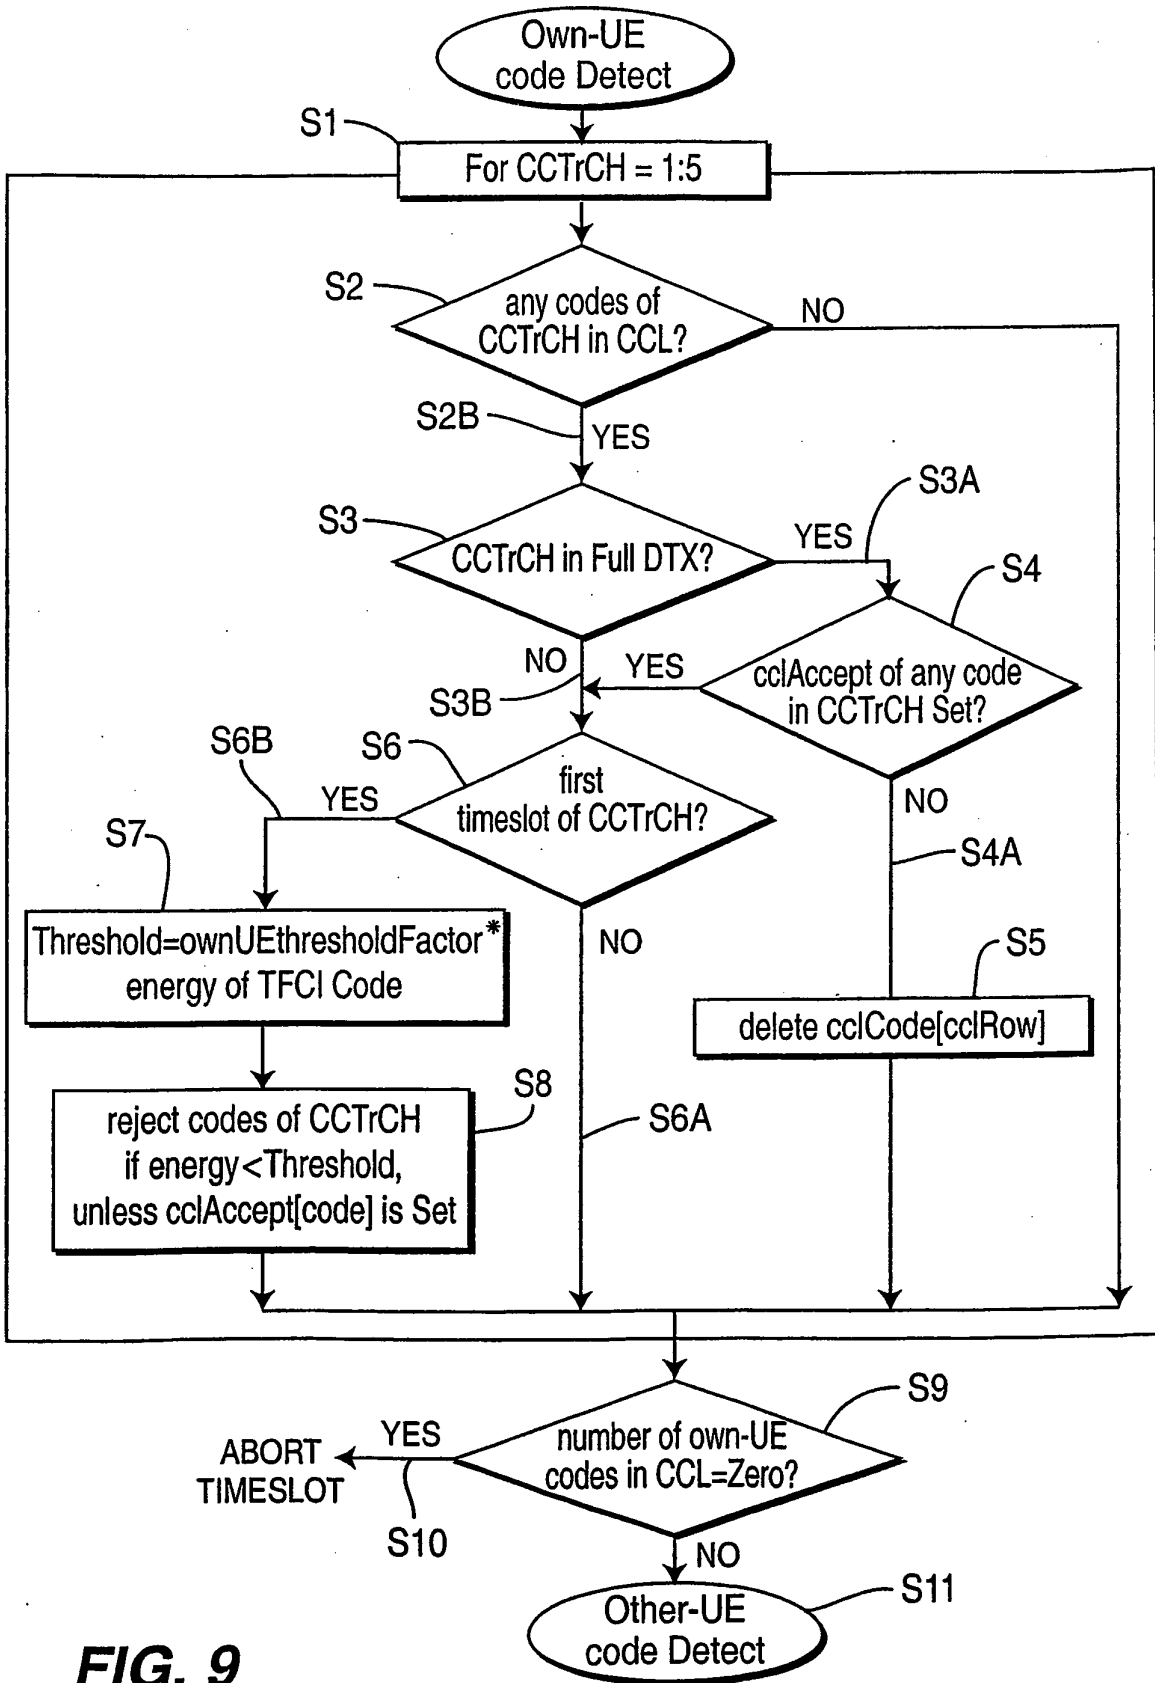 Own-UE
code Detect
S1
For CCTrCH = 1:5
S2
any codes of
CCTrCH in CCL?
NO
S2B
YES
S3
CCTrCH in Full DTX?
YES
S3A
S4
NO
S3B
YES
cclAccept of any code
in CCTrCH Set?
S6B
S6
YES
first
timeslot of CCTrCH?
NO
S4A
S7
Threshold=ownUEthresholdFactor*
energy of TFCI Code
NO
S5
delete cclCode[cclRow]
S8
reject codes of CCTrCH
if energy<Threshold,
unless cclAccept[code] is Set
S6A
S9
number of own-UE
codes in CCL=Zero?
YES
ABORT
TIMESLOT
S10
NO
S11
Other-UE
code Detect
FIG. 9